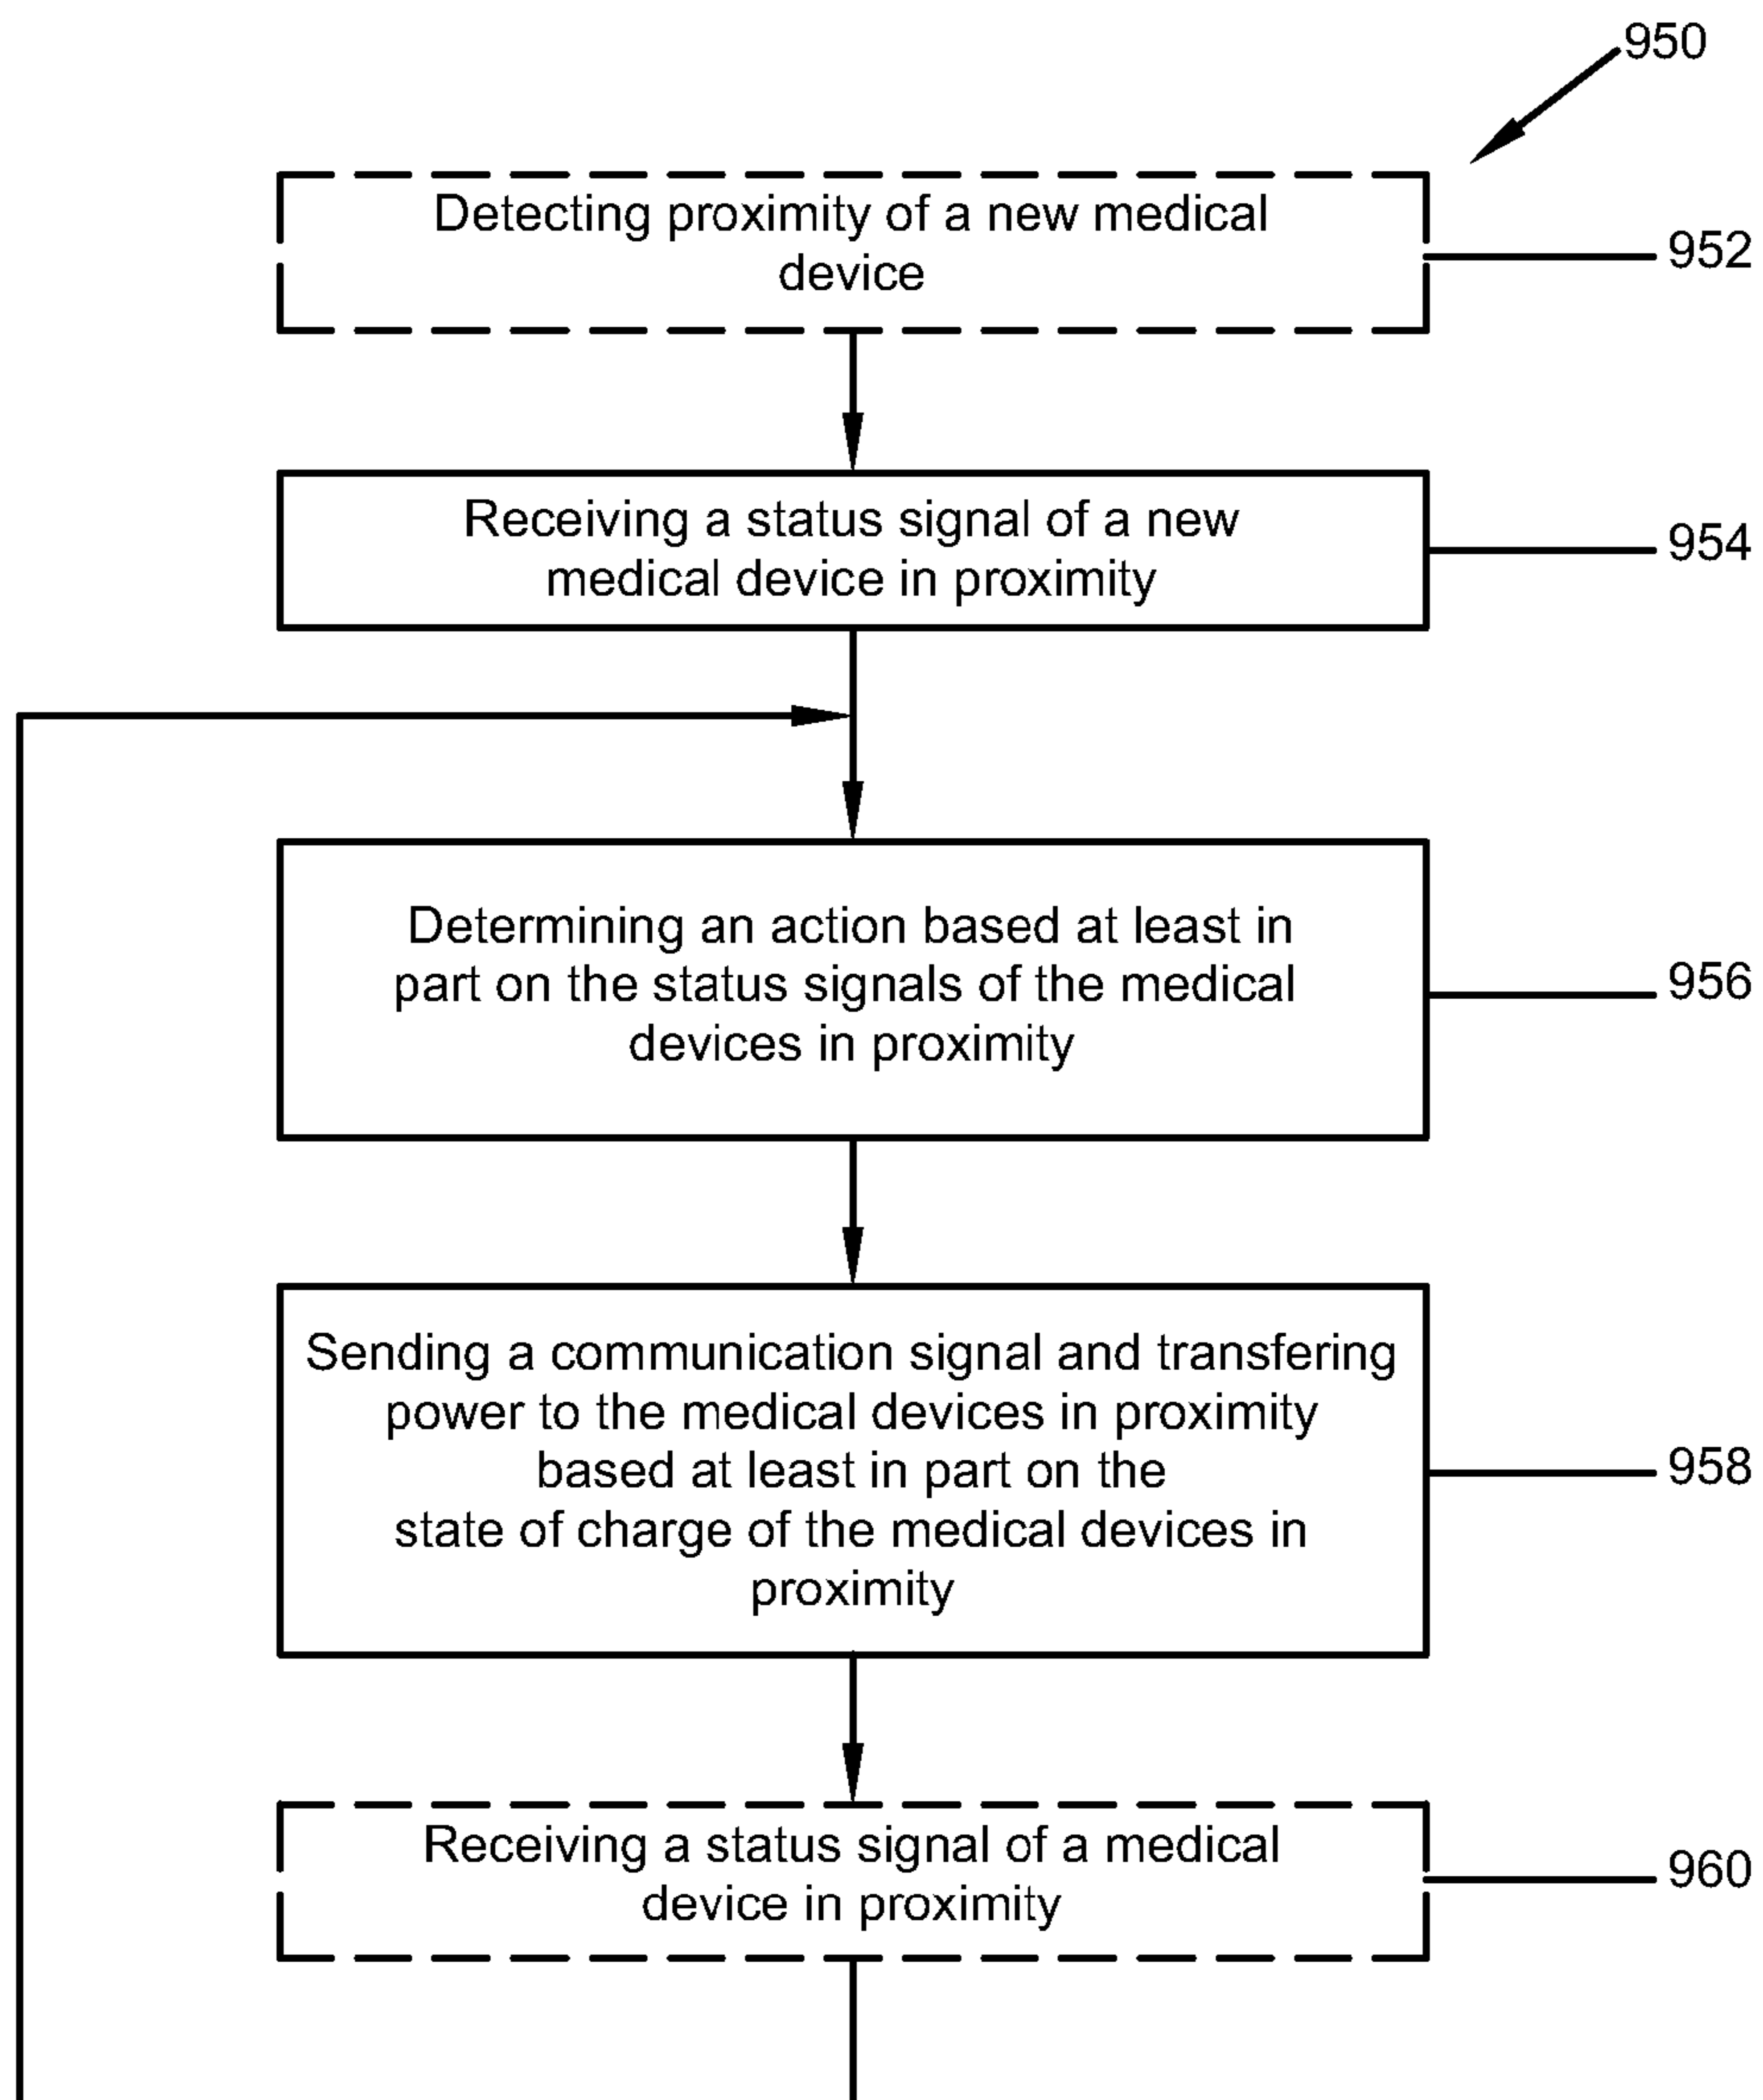 950
Detecting proximity of a new medical
device
952
Receiving a status signal of a new
medical device in proximity
954
Determining an action based at least in
part on the status signals of the medical
devices in proximity
956
Sending a communication signal and transfering
power to the medical devices in proximity
based at least in part on the
state of charge of the medical devices in
proximity
958
Receiving a status signal of a medical
device in proximity
960